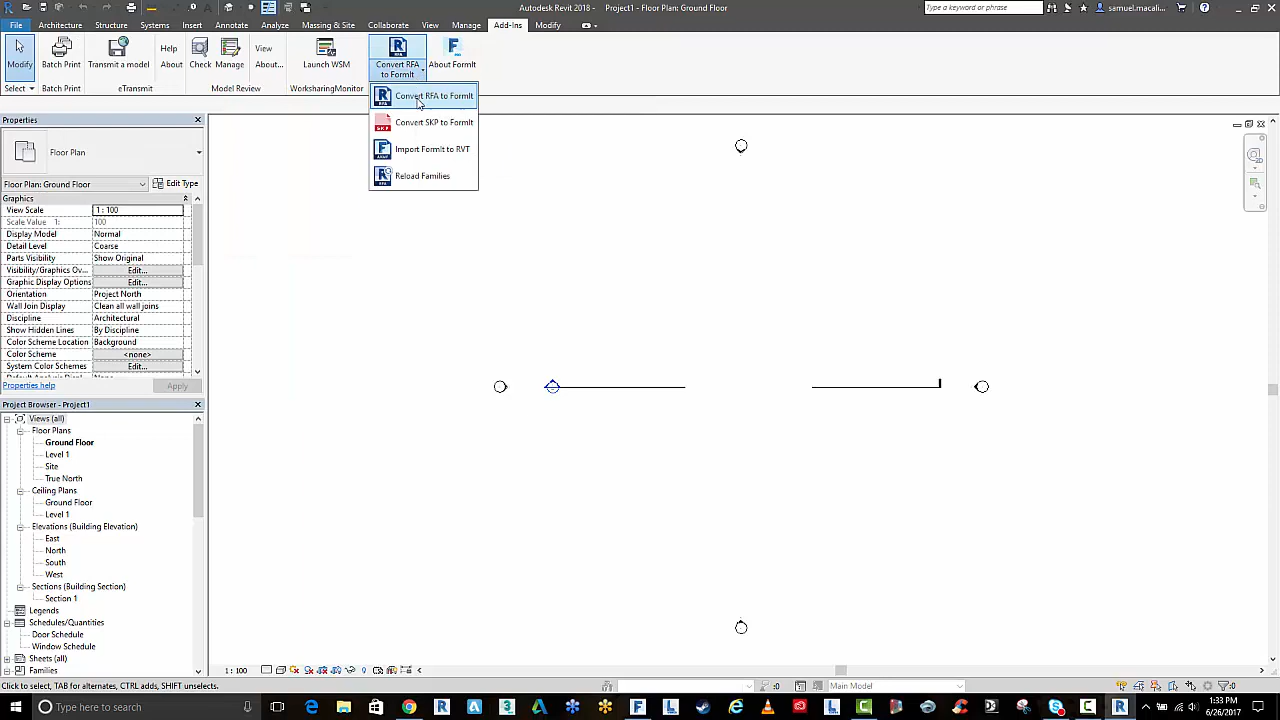 Autodesk Revit 2018 - Project1 - Floor Plan: Ground Floor
Type a keyword or phrase
samuel.macali...
File Architecture Structure Systems Insert Annotate Analyze Massing & Site Collaborate View Manage Add-Ins Modify
Modify
Batch Print
Transmit a model
Help
About
Check
Manage
View
About...
Launch WSM
Convert RFA
to FormIt
About FormIt
Select
Batch Print
eTransmit
Model Review
WorksharingMonitor
RFA
Convert RFA to FormIt
SKP
Convert SKP to FormIt
Import FormIt to RVT
Reload Families
Properties
Floor Plan
Floor Plan: Ground Floor
Edit Type
Graphics
View Scale 1 : 100
Scale Value 1: 100
Display Model Normal
Detail Level Coarse
Parts Visibility Show Original
Visibility/Graphics Ov... Edit...
Graphic Display Options Edit...
Orientation Project North
Wall Join Display Clean all wall joins
Discipline Architectural
Show Hidden Lines By Discipline
Color Scheme Location Background
Color Scheme <none>
System Color Schemes Edit...
Properties help
Apply
Project Browser - Project1
Views (all)
Floor Plans
Ground Floor
Level 1
Site
True North
Ceiling Plans
Ground Floor
Level 1
Elevations (Building Elevation)
East
North
South
West
Sections (Building Section)
Section 1
Legends
Schedules/Quantities
Door Schedule
Window Schedule
Sheets (all)
Families
1 : 100
Click to select, TAB for alternates, CTRL adds, SHIFT unselects.
:0
Main Model
:0
Type here to search
1:33 PM
6/26/2017